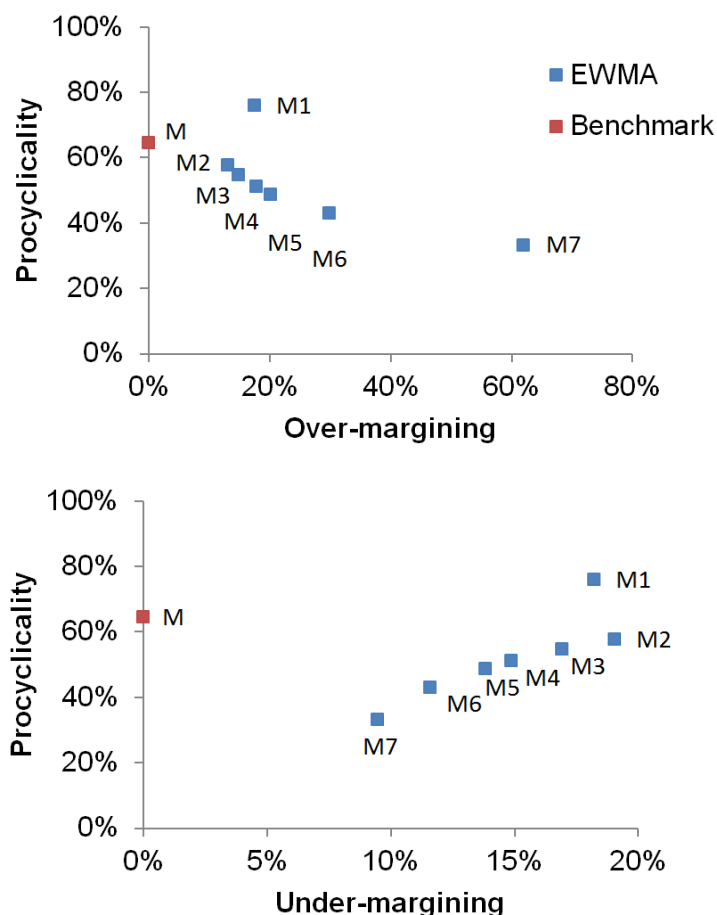 100%
80%
60%
40%
20%
0%
Procyclicality
EWMA
Benchmark
M1
M
M2
M3
M4
M5
M6
M7
0%
20%
40%
60%
80%
Over-margining
100%
80%
60%
40%
20%
0%
Procyclicality
M1
M
M2
M3
M4
M5
M6
M7
0%
5%
10%
15%
20%
Under-margining